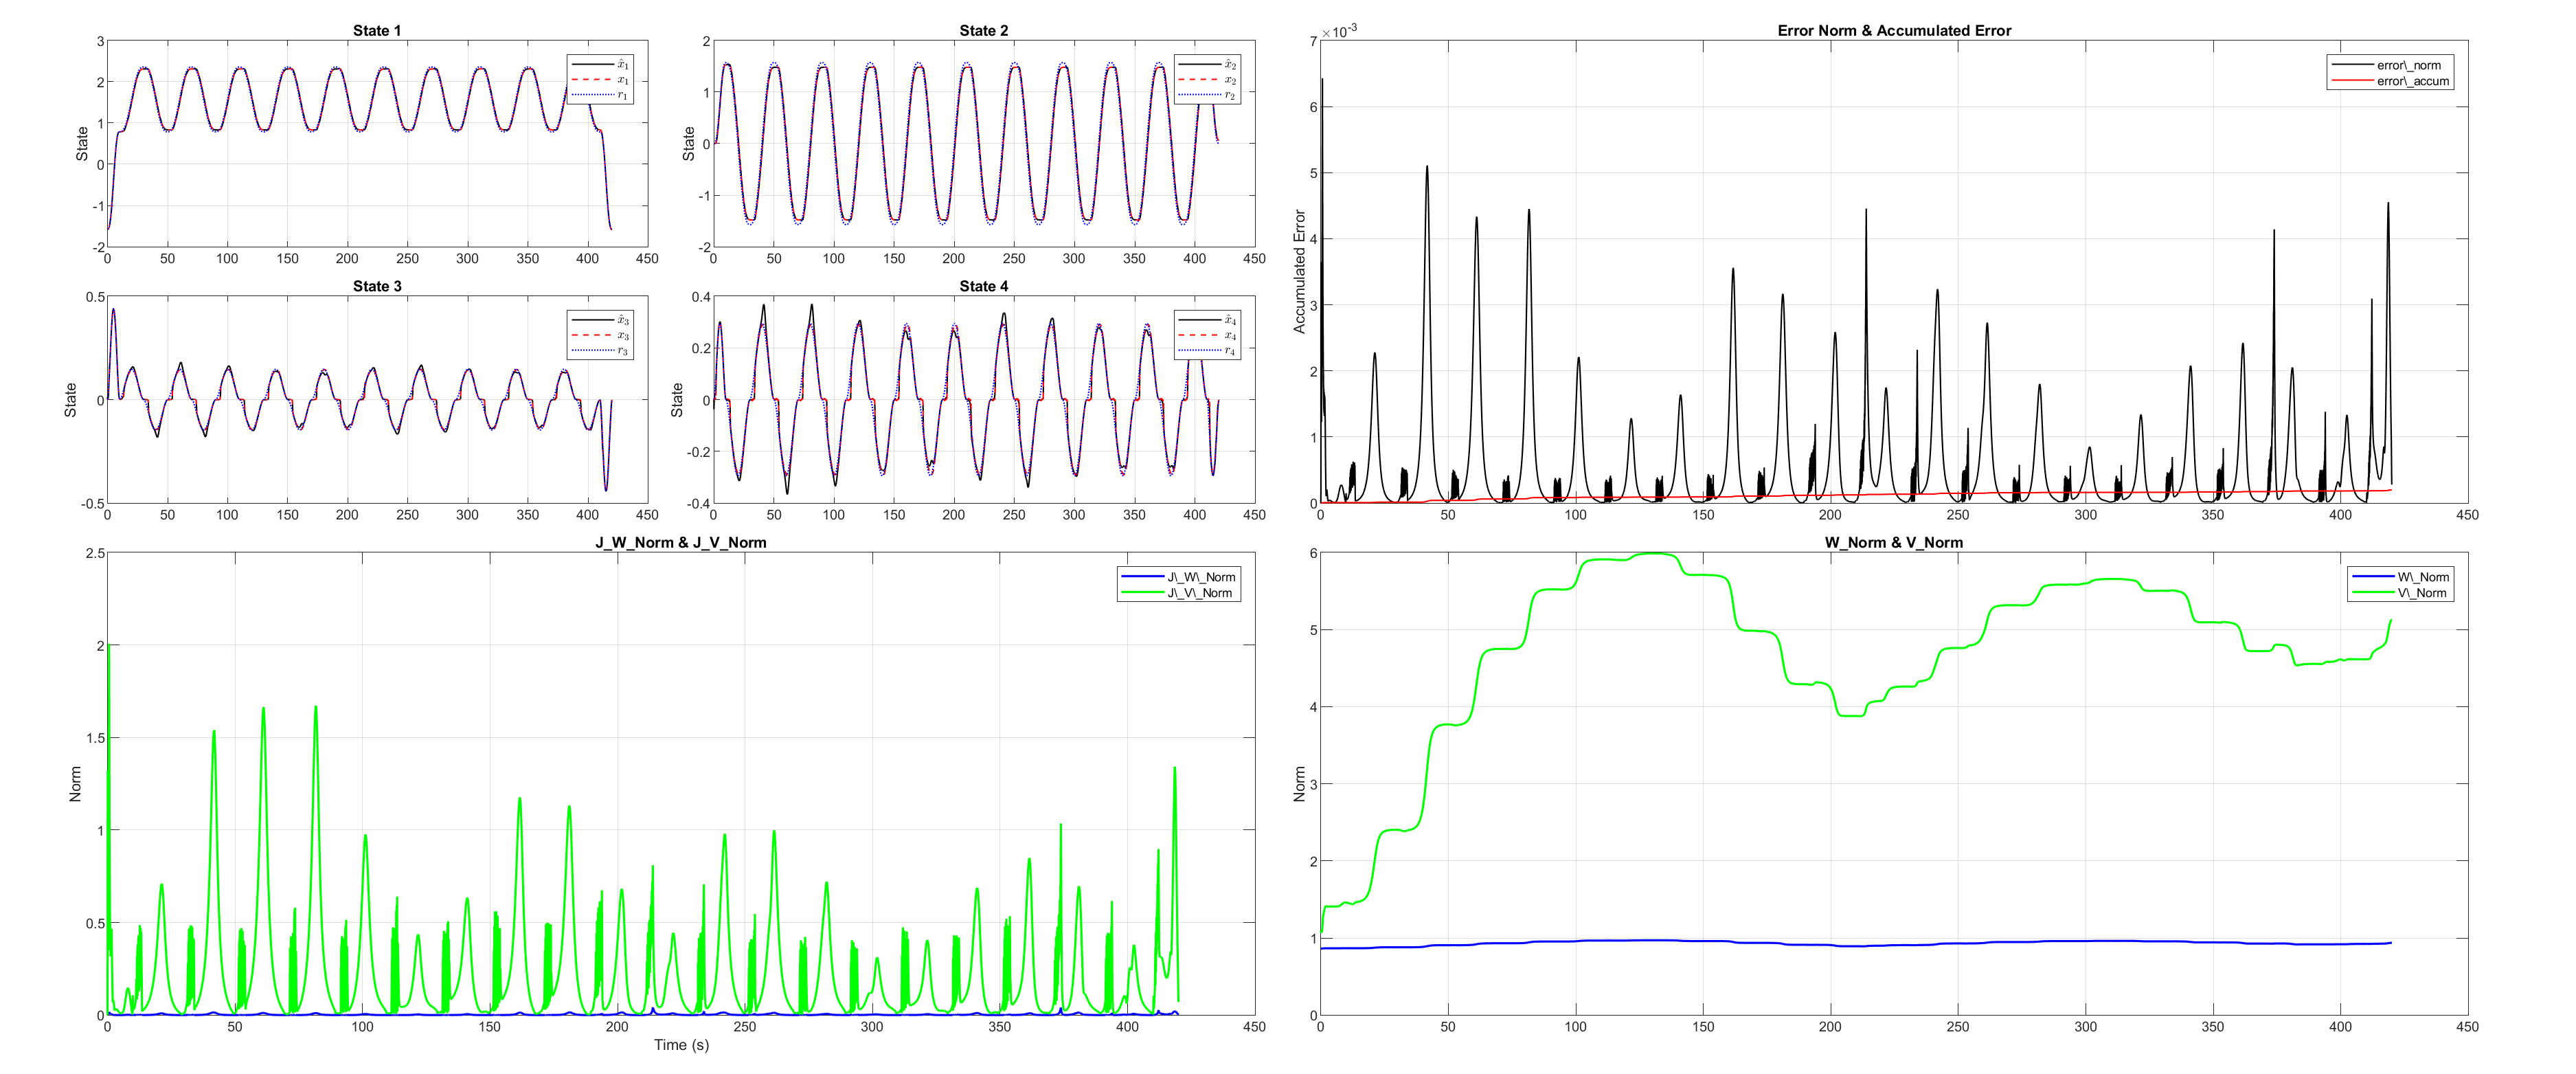 State 1
3
2
1
0
-1
-2
State
x̂₁
x₁
r₁
0 50 100 150 200 250 300 350 400 450
State 2
2
1
0
-1
-2
State
x̂₂
x₂
r₂
0 50 100 150 200 250 300 350 400 450
Error Norm & Accumulated Error
×10⁻³
7
6
5
4
3
2
1
0
Accumulated Error
error\_norm
error\_accum
0 50 100 150 200 250 300 350 400 450
State 3
0.5
0
-0.5
State
x̂₃
x₃
r₃
0 50 100 150 200 250 300 350 400 450
State 4
0.4
0.2
0
-0.2
-0.4
State
x̂₄
x₄
r₄
0 50 100 150 200 250 300 350 400 450
J_W_Norm & J_V_Norm
2.5
2
1.5
1
0.5
0
Norm
J\_W\_Norm
J\_V\_Norm
0 50 100 150 200 250 300 350 400 450
Time (s)
W_Norm & V_Norm
6
5
4
3
2
1
0
Norm
W\_Norm
V\_Norm
0 50 100 150 200 250 300 350 400 450